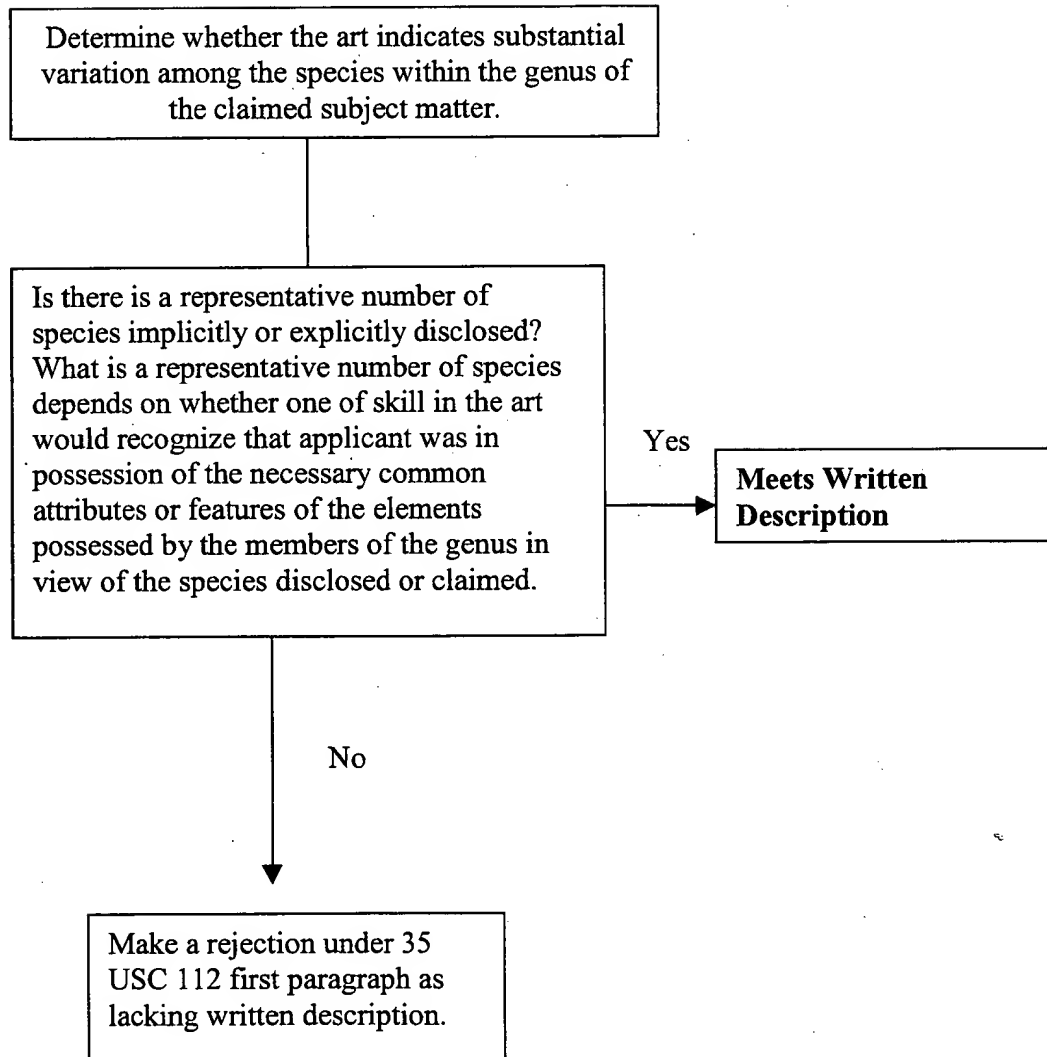 Determine whether the art indicates substantial
variation among the species within the genus of
the claimed subject matter.
Is there is a representative number of
species implicitly or explicitly disclosed?
What is a representative number of species
depends on whether one of skill in the art
would recognize that applicant was in
possession of the necessary common
attributes or features of the elements
possessed by the members of the genus in
view of the species disclosed or claimed.
Yes
Meets Written
Description
No
Make a rejection under 35
USC 112 first paragraph as
lacking written description.